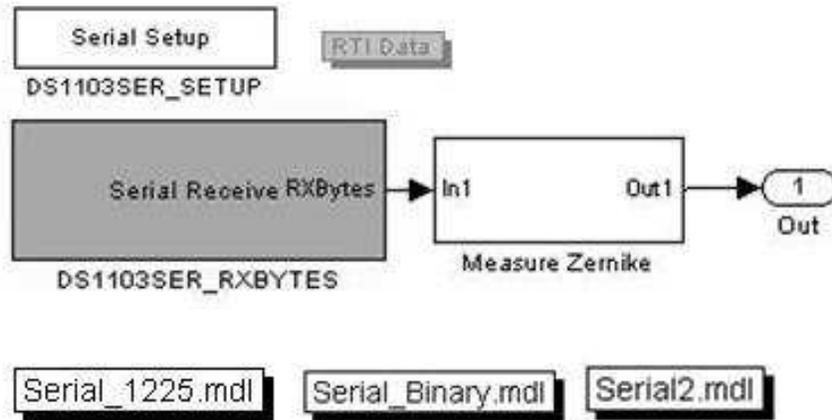 Serial Setup
RTI Data
DS1103SER_SETUP
Serial Receive RXBytes
In1 Out1
1
Out
DS1103SER_RXBYTES
Measure Zernike
Serial_1225.mdl
Serial_Binary.mdl
Serial2.mdl